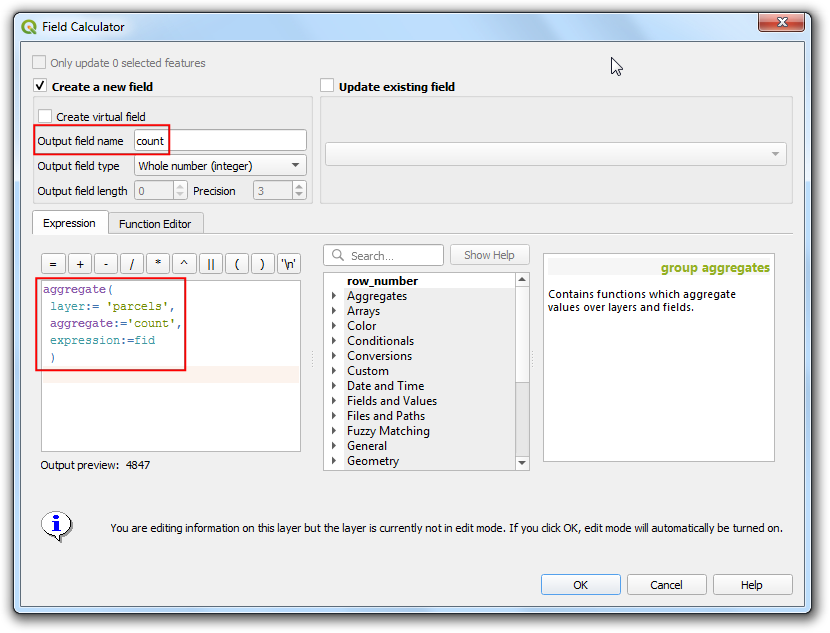 Field Calculator
Only update 0 selected features
Create a new field
Update existing field
Create virtual field
Output field name count
Output field type Whole number (integer)
Output field length 0 Precision 3
Expression Function Editor
= + - / * ^ || ( ) '\n'
Search... Show Help
aggregate(
layer:= 'parcels',
aggregate:='count',
expression:=fid
)
row_number
Aggregates
Arrays
Color
Conditionals
Conversions
Custom
Date and Time
Fields and Values
Files and Paths
Fuzzy Matching
General
Geometry
group aggregates
Contains functions which aggregate
values over layers and fields.
Output preview: 4847
You are editing information on this layer but the layer is currently not in edit mode. If you click OK, edit mode will automatically be turned on.
OK Cancel Help